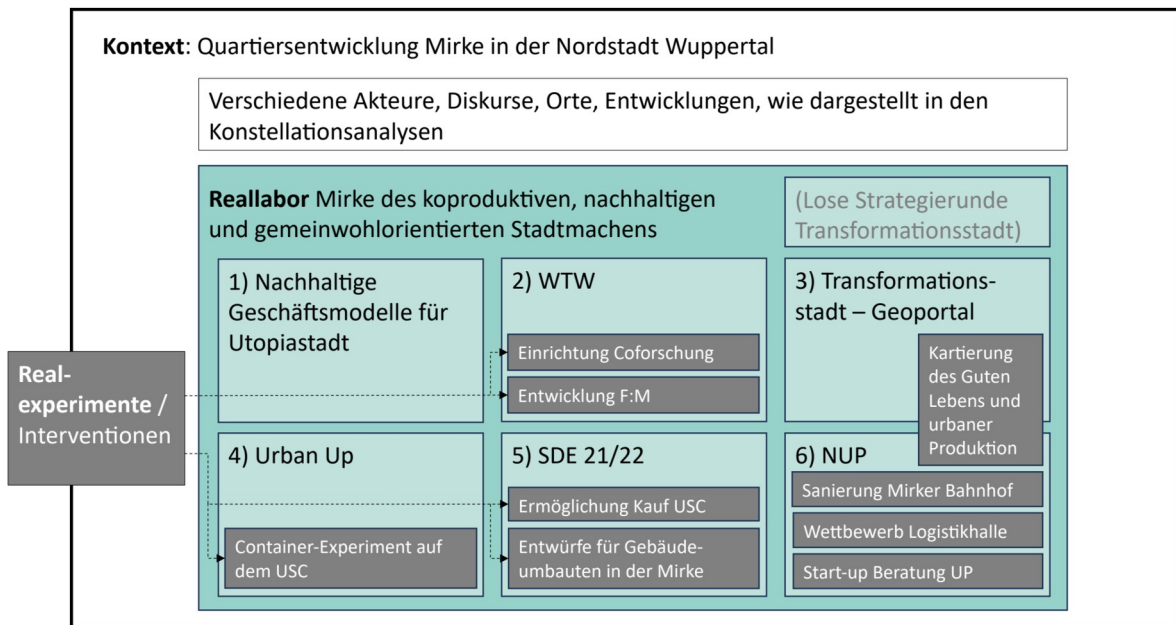 Kontext: Quartiersentwicklung Mirke in der Nordstadt Wuppertal
Verschiedene Akteure, Diskurse, Orte, Entwicklungen, wie dargestellt in den
Konstellationsanalysen
Reallabor Mirke des koproduktiven, nachhaltigen
und gemeinwohlorientierten Stadtmachens
(Lose Strategierunde
Transformationsstadt)
1) Nachhaltige
Geschäftsmodelle für
Utopiastadt
2) WTW
Einrichtung Coforschung
Entwicklung F:M
3) Transformations-
stadt – Geoportal
Kartierung
des Guten
Lebens und
urbaner
Produktion
Real-
experimente /
Interventionen
4) Urban Up
Container-Experiment auf
dem USC
5) SDE 21/22
Ermöglichung Kauf USC
Entwürfe für Gebäude-
umbauten in der Mirke
6) NUP
Sanierung Mirker Bahnhof
Wettbewerb Logistikhalle
Start-up Beratung UP